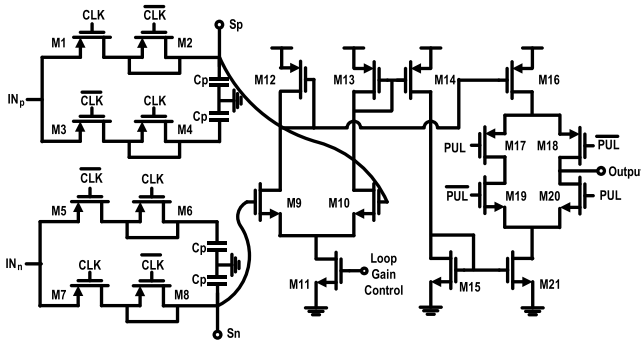 CLK
CLK
Sp
M1
M2
Cp
INp
Cp
M3
CLK
CLK
M4
M12
M13
M14
M16
PUL
M17
M18
PUL
Output
PUL
M19
M20
PUL
M5
CLK
CLK
M6
M9
M10
INn
Cp
Cp
M7
CLK
CLK
M8
M11
Loop
Gain
Control
M15
M21
Sn